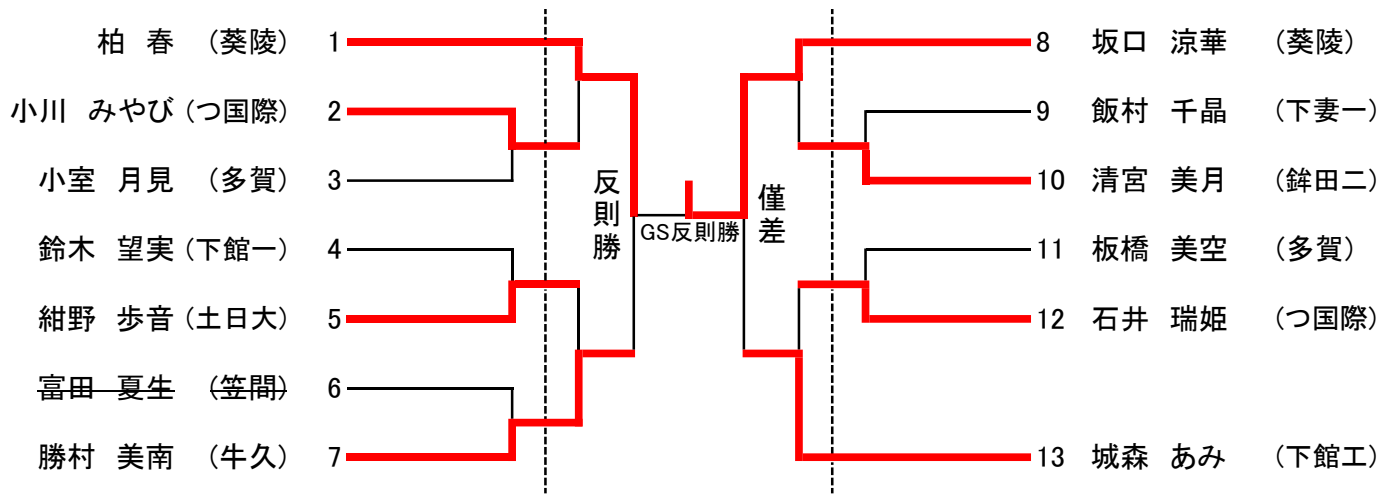 柏 春 (葵陵) 1
小川 みやび (つ国際) 2
小室 月見 (多賀) 3
鈴木 望実 (下館一) 4
紺野 歩音 (土日大) 5
富田 夏生 (笠間) 6
勝村 美南 (牛久) 7
反則勝
GS反則勝
僅差
8 坂口 涼華 (葵陵)
9 飯村 千晶 (下妻一)
10 清宮 美月 (鉾田二)
11 板橋 美空 (多賀)
12 石井 瑞姫 (つ国際)
13 城森 あみ (下館工)